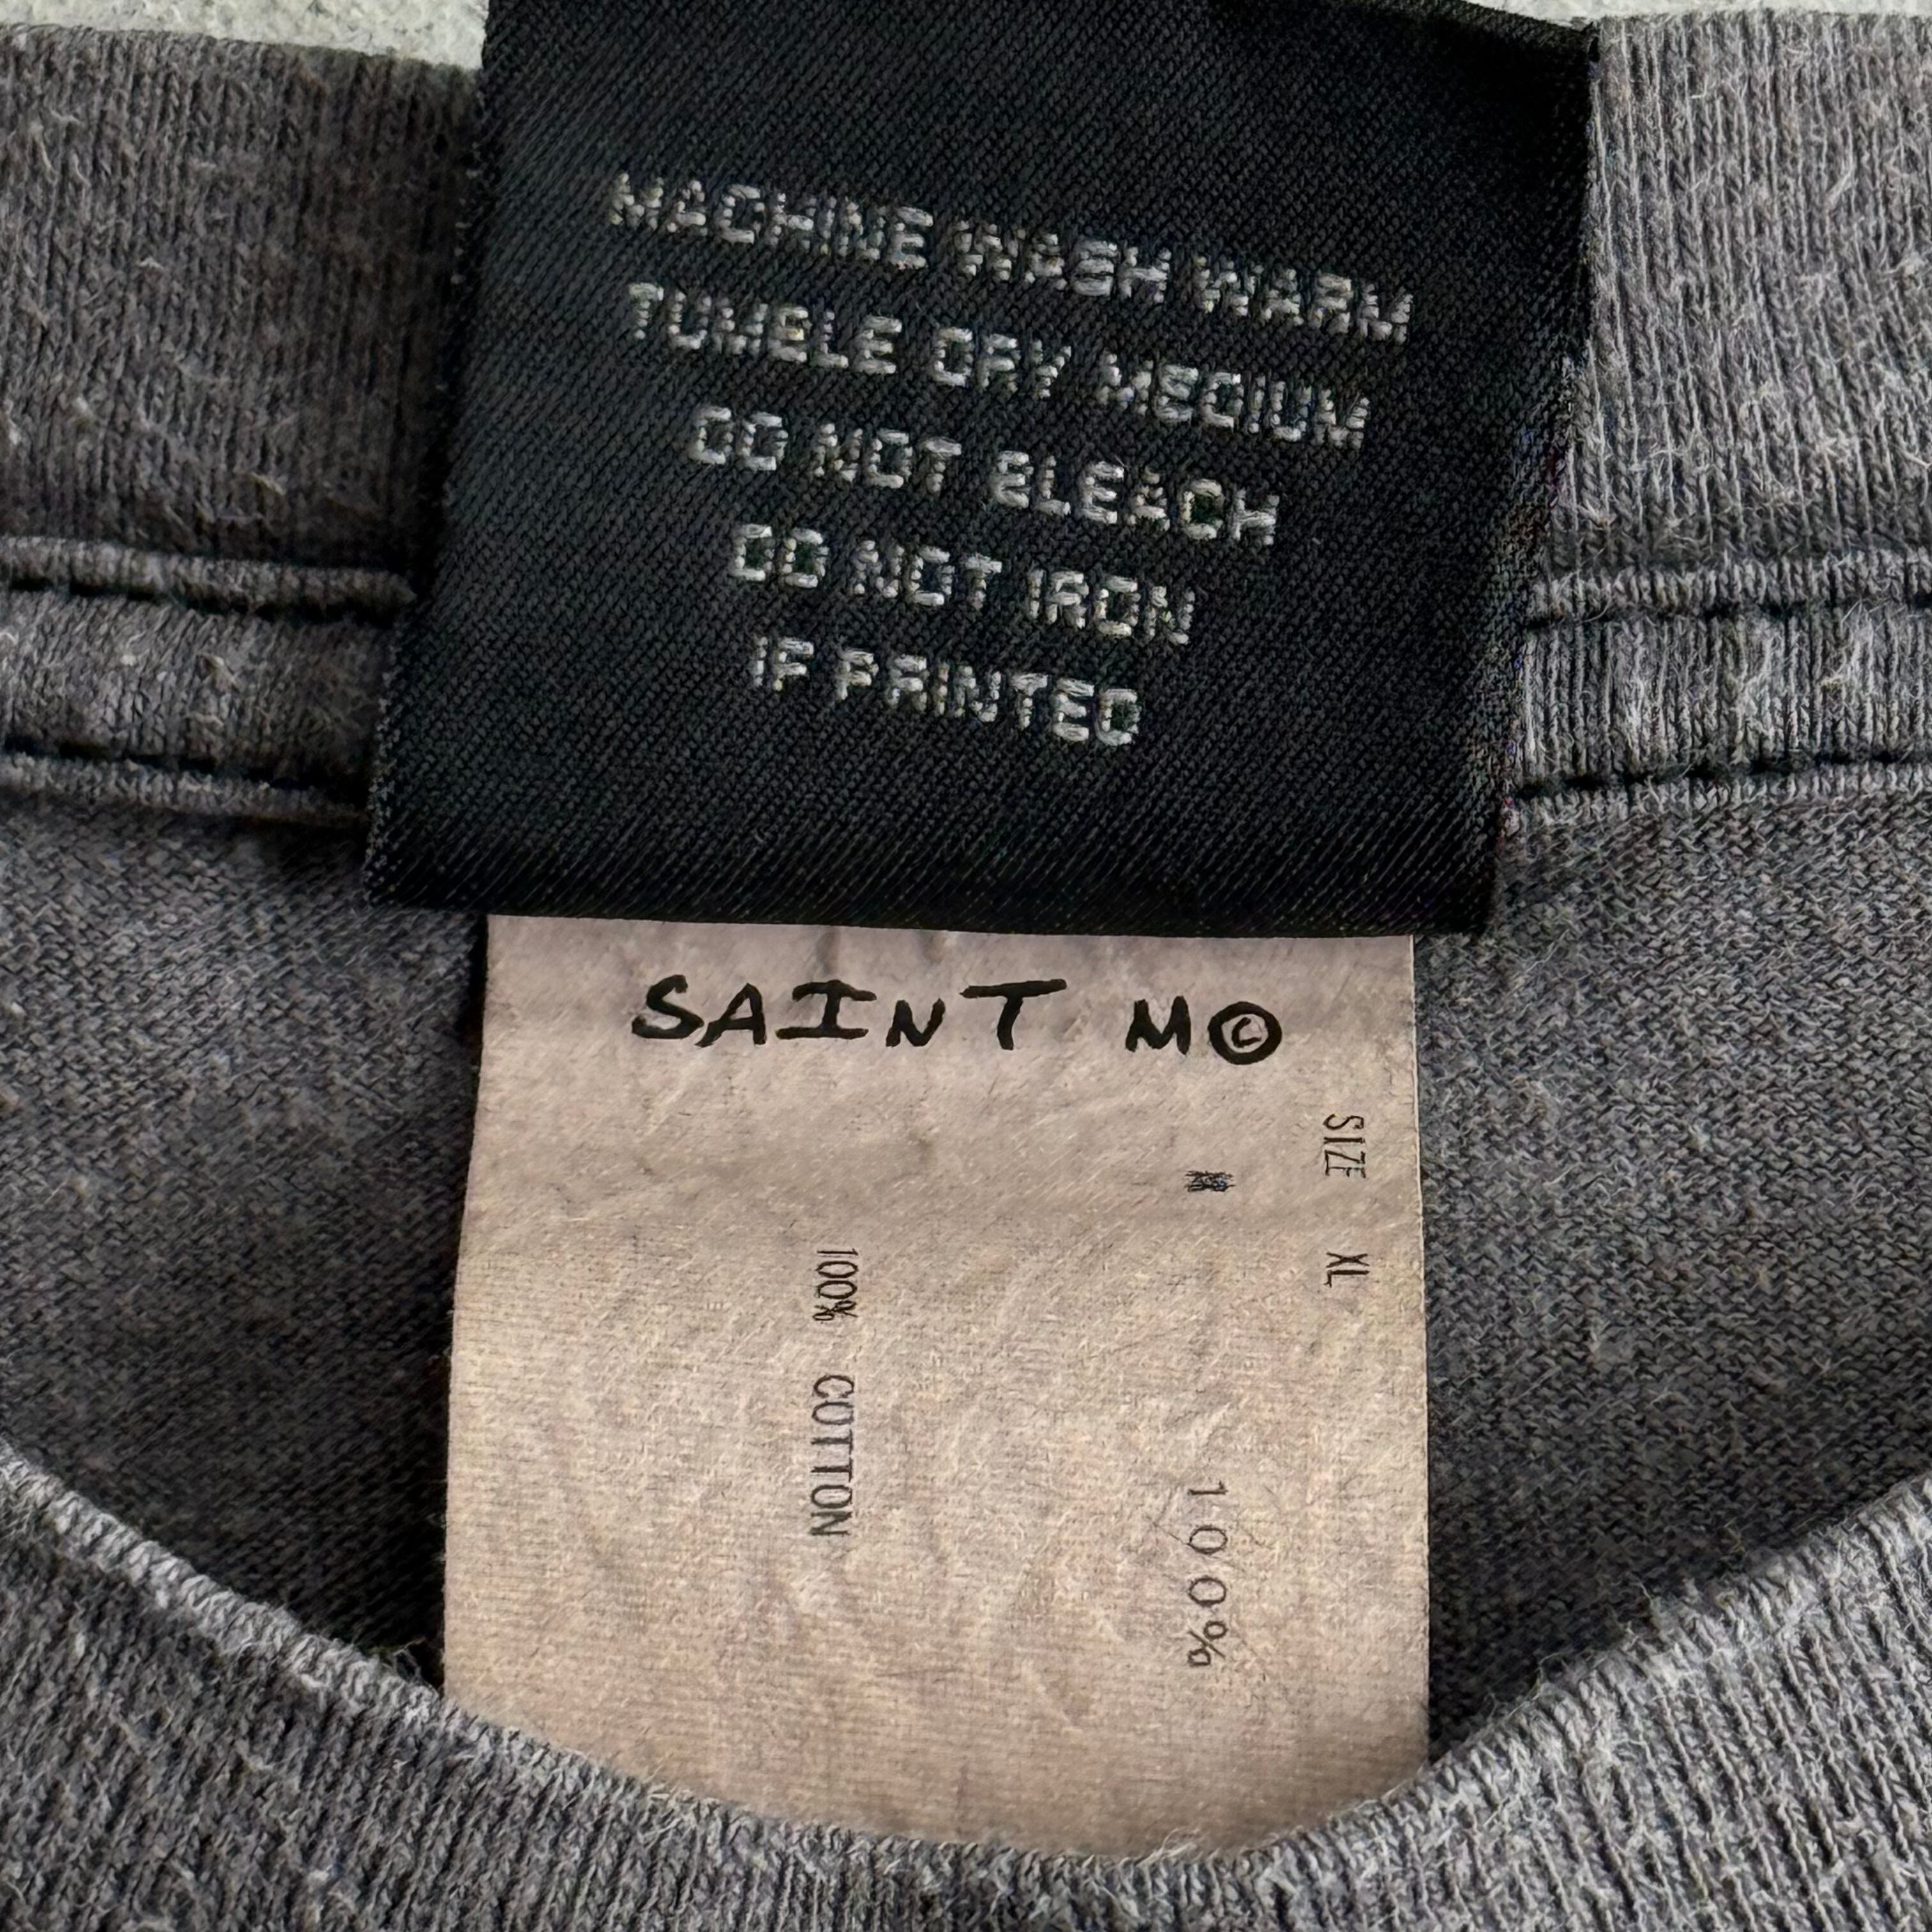 MACHINE WASH WARM
TUMBLE DRY MEDIUM
DO NOT BLEACH
DO NOT IRON
IF PRINTED
SAINT M©
SIZE XL
100%
100% COTTON